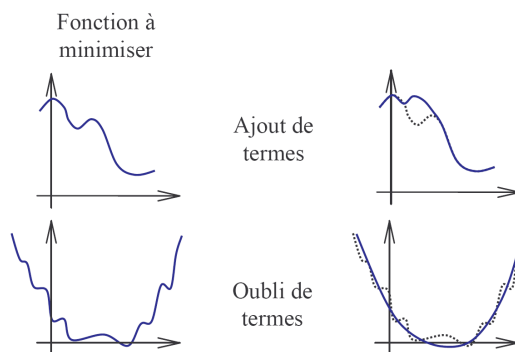 Fonction à
minimiser
Ajout de
termes
Oubli de
termes